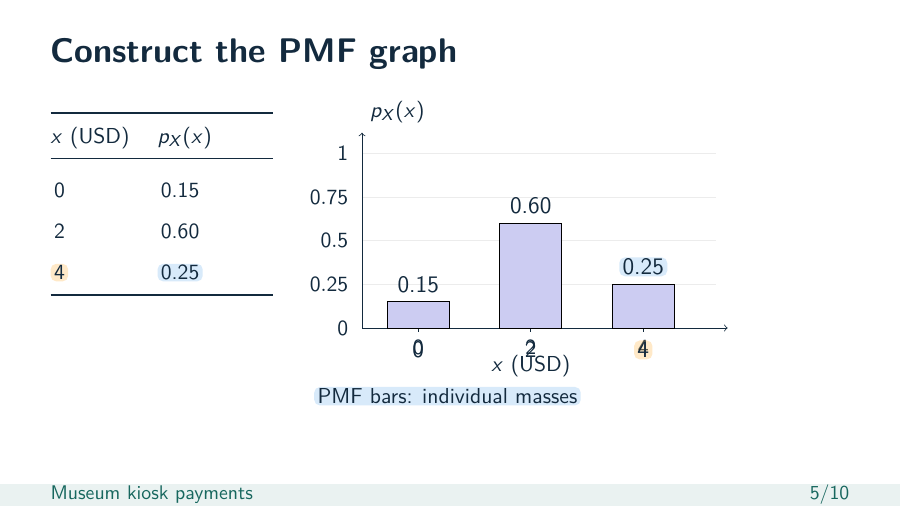 Construct the PMF graph
x (USD) pX(x)
0 0.15
2 0.60
4 0.25
pX(x)
1
0.75
0.5
0.25
0
0.15
0.60
0.25
0 2 4
x (USD)
PMF bars: individual masses
Museum kiosk payments 5/10